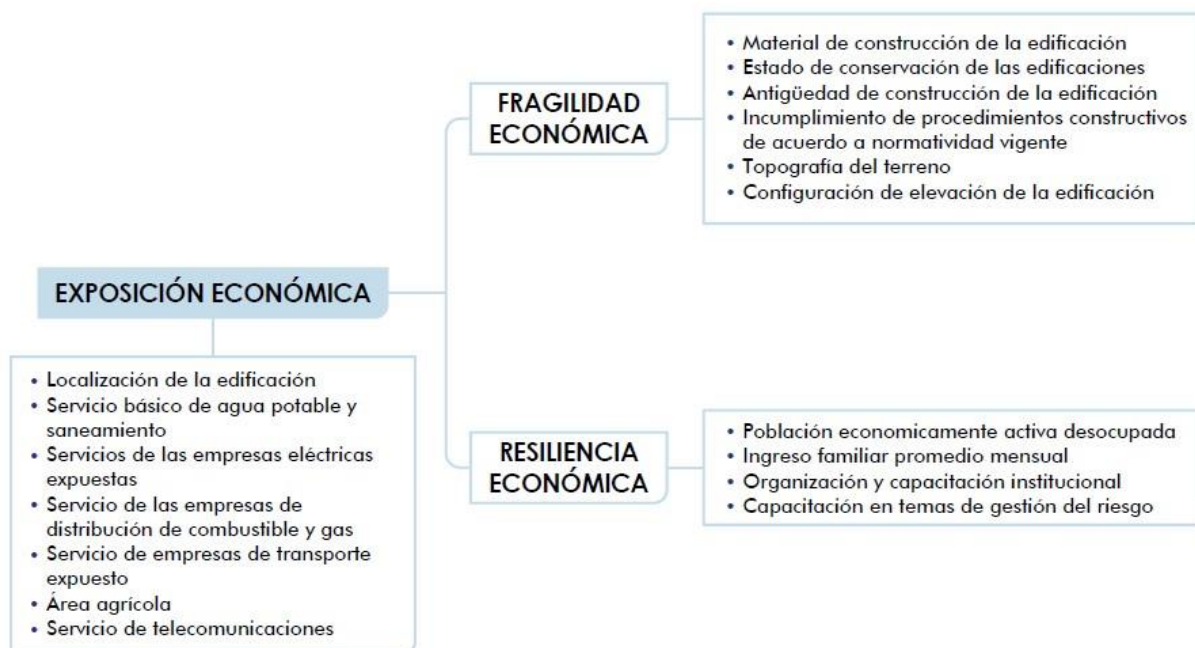 EXPOSICIÓN ECONÓMICA
• Localización de la edificación
• Servicio básico de agua potable y
saneamiento
• Servicios de las empresas eléctricas
expuestas
• Servicio de las empresas de
distribución de combustible y gas
• Servicio de empresas de transporte
expuesto
• Área agrícola
• Servicio de telecomunicaciones
FRAGILIDAD
ECONÓMICA
• Material de construcción de la edificación
• Estado de conservación de las edificaciones
• Antigüedad de construcción de la edificación
• Incumplimiento de procedimientos constructivos
de acuerdo a normatividad vigente
• Topografía del terreno
• Configuración de elevación de la edificación
RESILIENCIA
ECONÓMICA
• Población economicamente activa desocupada
• Ingreso familiar promedio mensual
• Organización y capacitación institucional
• Capacitación en temas de gestión del riesgo